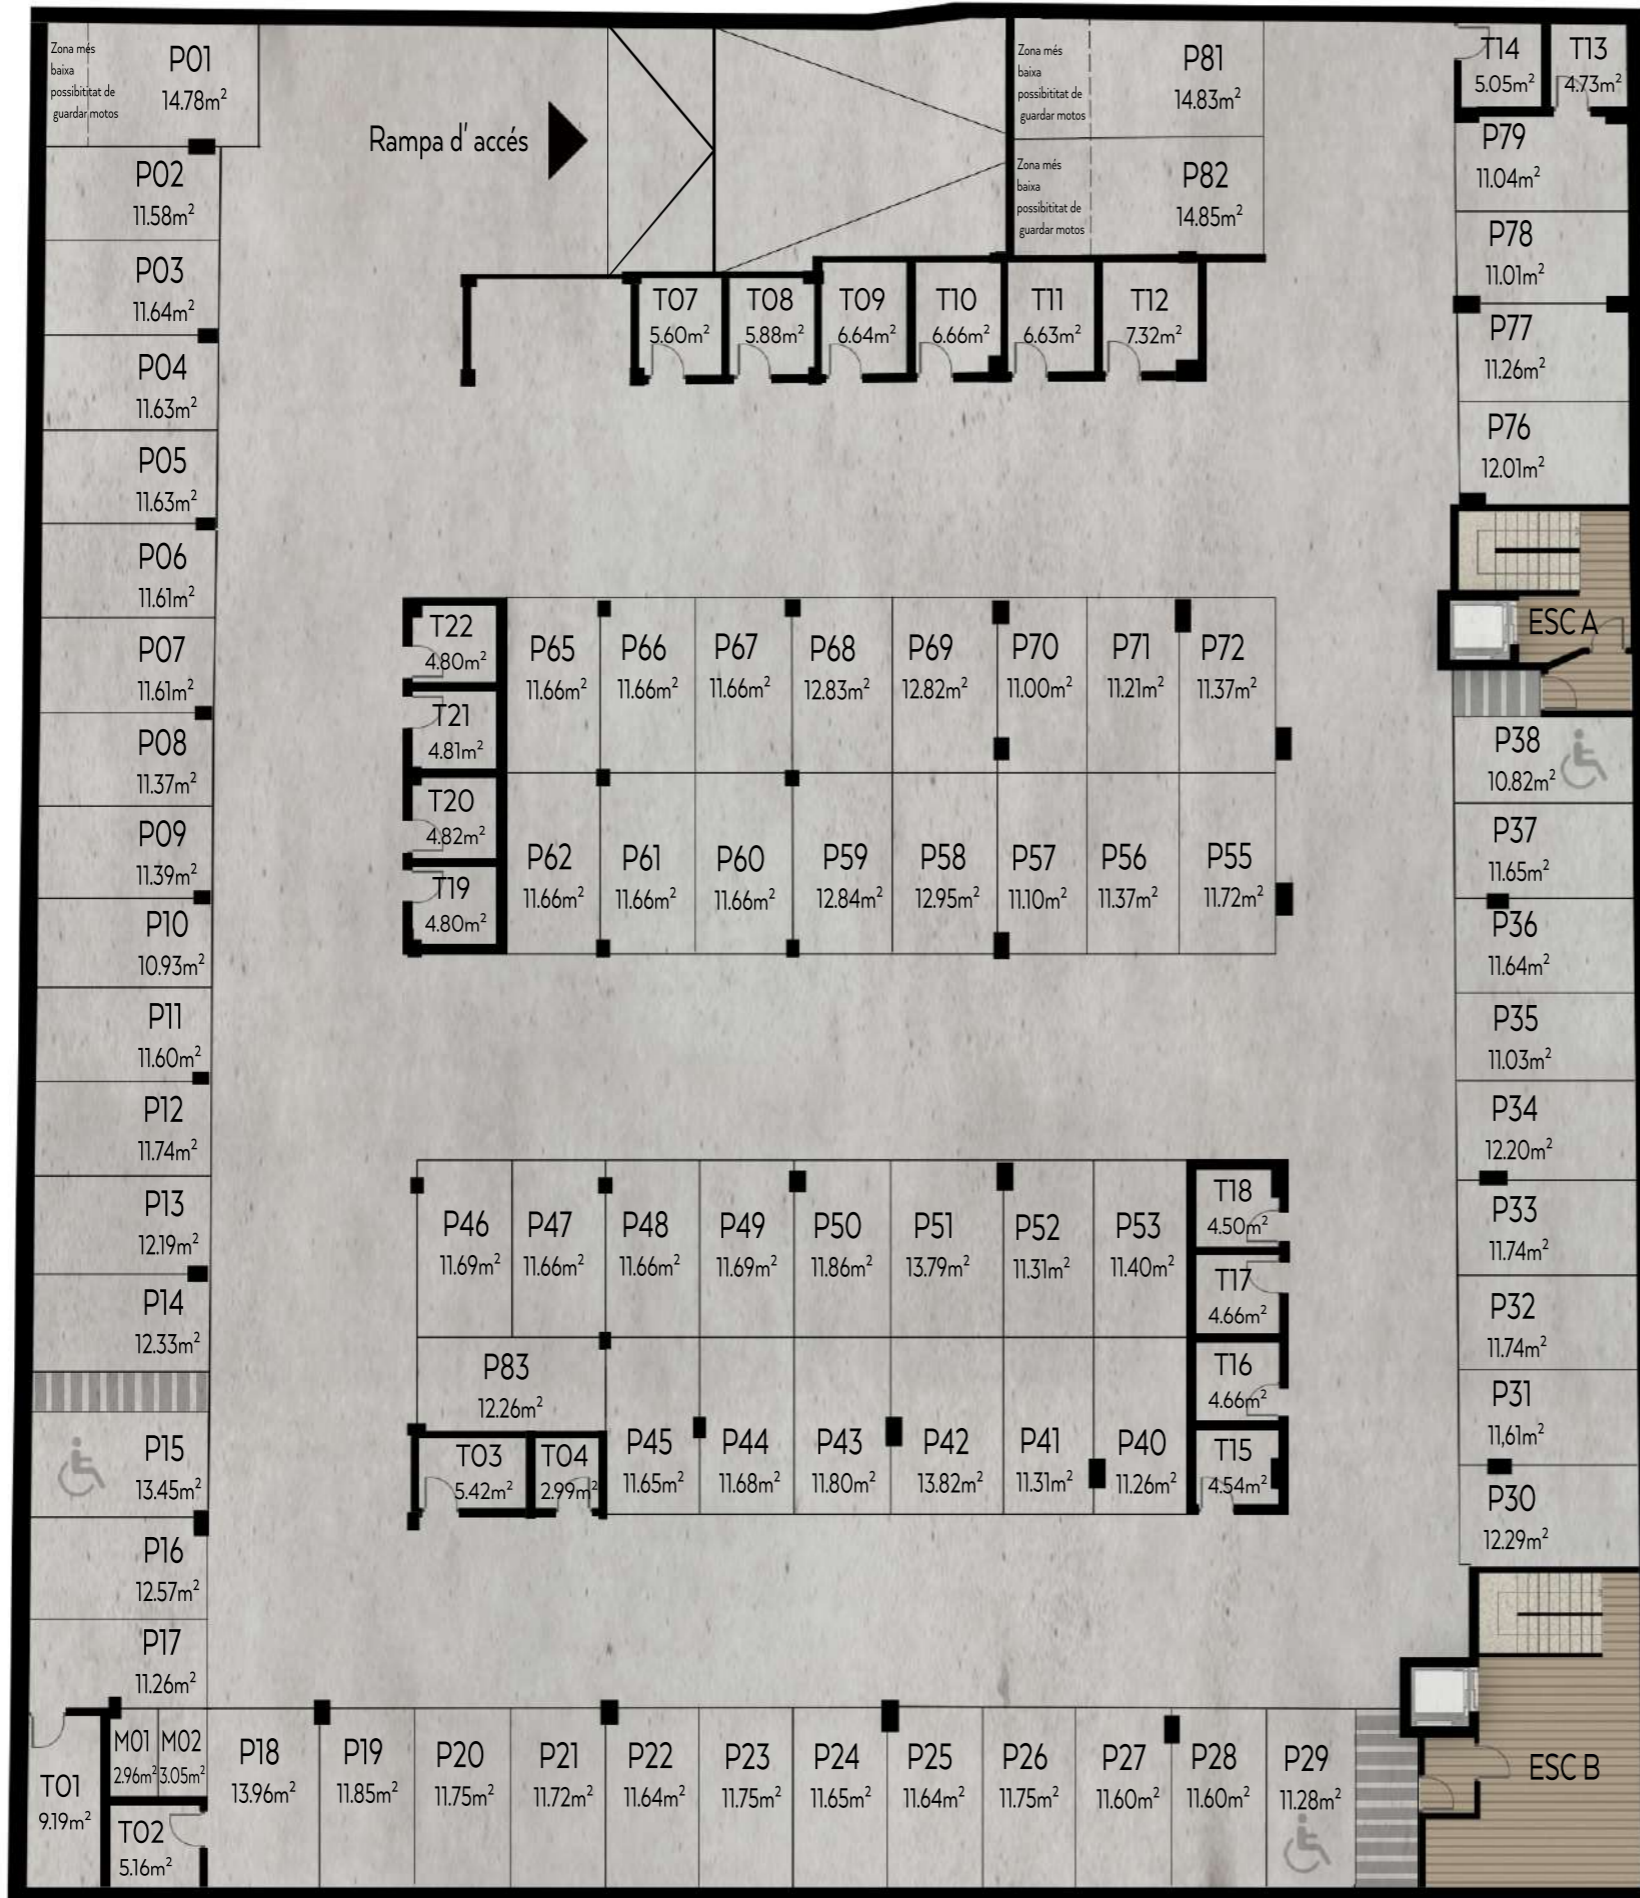 Zona més
baixa
possibititat de
guardar motos
P01
14.78m²
Rampa d' accés
Zona més
baixa
possibititat de
guardar motos
P81
14.83m²
Zona més
baixa
possibititat de
guardar motos
P82
14.85m²
T14
5.05m²
T13
4.73m²
P79
11.04m²
P78
11.01m²
P77
11.26m²
P76
12.01m²
P02
11.58m²
P03
11.64m²
P04
11.63m²
P05
11.63m²
P06
11.61m²
P07
11.61m²
P08
11.37m²
P09
11.39m²
P10
10.93m²
P11
11.60m²
P12
11.74m²
P13
12.19m²
P14
12.33m²
P15
13.45m²
P16
12.57m²
P17
11.26m²
T07
5.60m²
T08
5.88m²
T09
6.64m²
T10
6.66m²
T11
6.63m²
T12
7.32m²
T22
4.80m²
T21
4.81m²
T20
4.82m²
T19
4.80m²
P65
11.66m²
P66
11.66m²
P67
11.66m²
P68
12.83m²
P69
12.82m²
P70
11.00m²
P71
11.21m²
P72
11.37m²
P62
11.66m²
P61
11.66m²
P60
11.66m²
P59
12.84m²
P58
12.95m²
P57
11.10m²
P56
11.37m²
P55
11.72m²
ESC A
P38
10.82m²
P37
11.65m²
P36
11.64m²
P35
11.03m²
P34
12.20m²
P33
11.74m²
P32
11.74m²
P31
11,61m²
P30
12.29m²
P46
11.69m²
P47
11.66m²
P48
11.66m²
P49
11.69m²
P50
11.86m²
P51
13.79m²
P52
11.31m²
P53
11.40m²
T18
4.50m²
T17
4.66m²
T16
4.66m²
T15
4.54m²
P83
12.26m²
T03
5.42m²
T04
2.99m²
P45
11.65m²
P44
11.68m²
P43
11.80m²
P42
13.82m²
P41
11.31m²
P40
11.26m²
T01
9.19m²
M01
2.96m²
M02
3.05m²
T02
5.16m²
P18
13.96m²
P19
11.85m²
P20
11.75m²
P21
11.72m²
P22
11.64m²
P23
11.75m²
P24
11.65m²
P25
11.64m²
P26
11.75m²
P27
11.60m²
P28
11.60m²
P29
11.28m²
ESC B